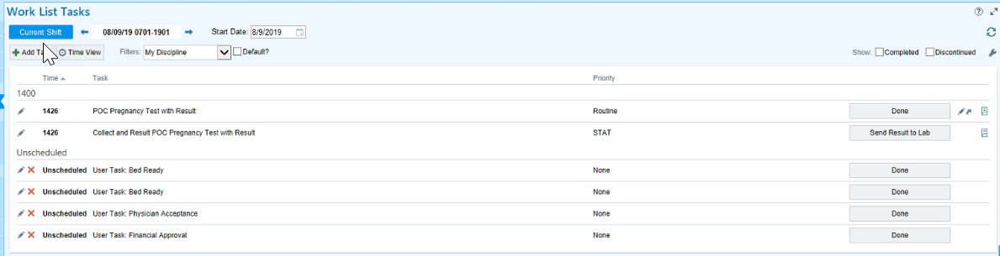 Work List Tasks
Current Shift 08/09/19 0701-1901 Start Date: 8/9/2019
Add Ta Time View Filters: My Discipline Default? Show: Completed Discontinued
Time Task Priority
1400
1426 POC Pregnancy Test with Result Routine Done
1426 Collect and Result POC Pregnancy Test with Result STAT Send Result to Lab
Unscheduled
Unscheduled User Task: Bed Ready None Done
Unscheduled User Task: Bed Ready None Done
Unscheduled User Task: Physician Acceptance None Done
Unscheduled User Task: Financial Approval None Done